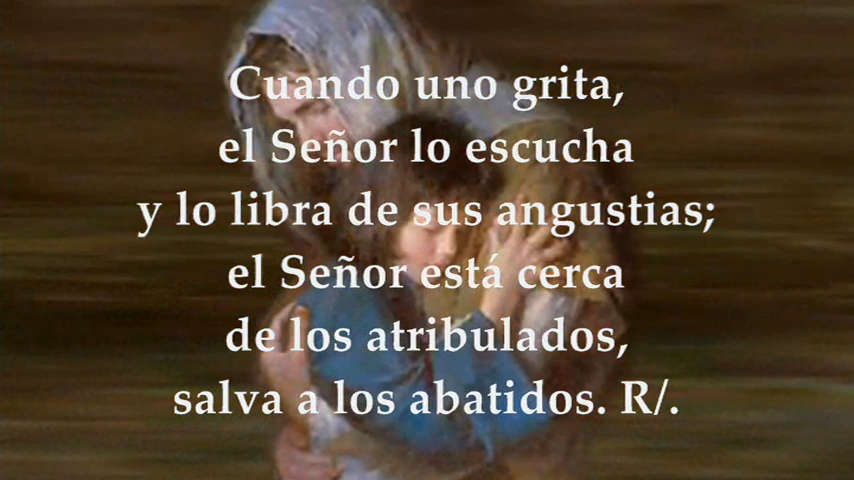 Cuando uno grita,
el Señor lo escucha
y lo libra de sus angustias;
el Señor está cerca
de los atribulados,
salva a los abatidos. R/.